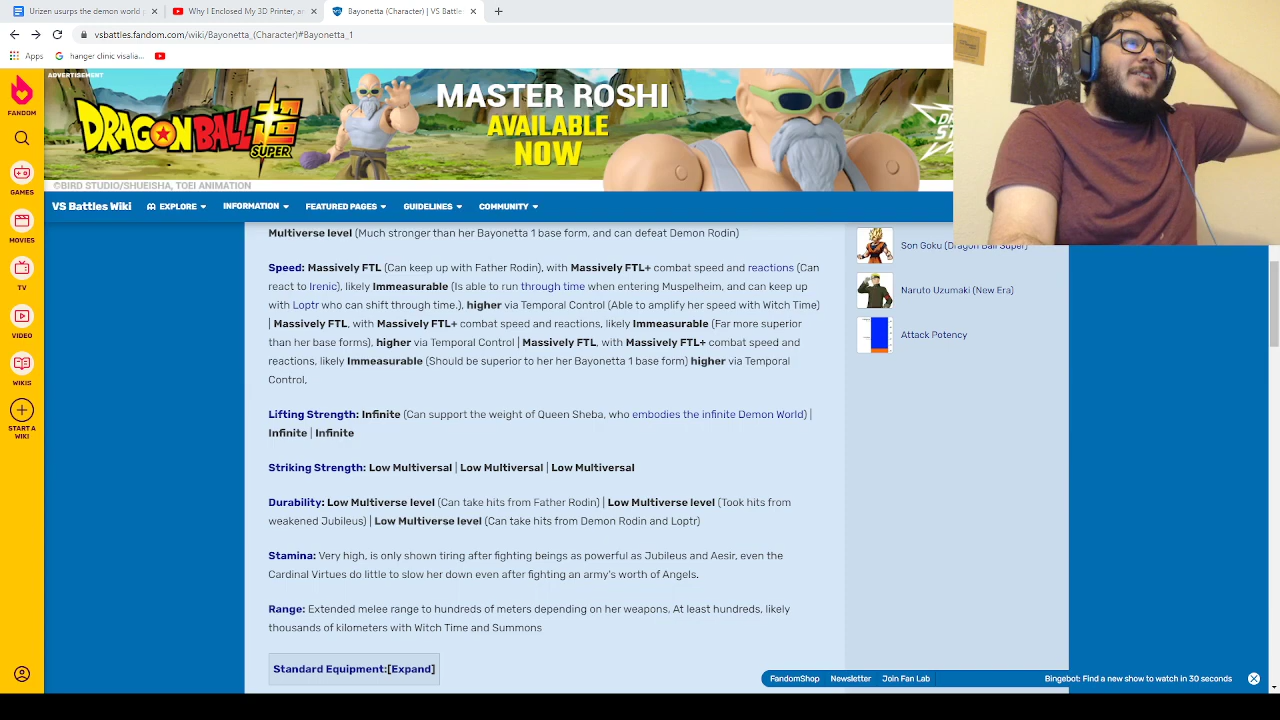 Urizen usurps the demon world
Why I Enclosed My 3D Printer, a
Bayonetta (Character) | VS Battle
vsbattles.fandom.com/wiki/Bayonetta_(Character)#Bayonetta_1
Apps
hanger clinic visalia...
ADVERTISEMENT
DRAGON BALL
SUPER
MASTER ROSHI
AVAILABLE
NOW
©BIRD STUDIO/SHUEISHA, TOEI ANIMATION
FANDOM
GAMES
MOVIES
TV
VIDEO
WIKIS
START A
WIKI
VS Battles Wiki
EXPLORE
INFORMATION
FEATURED PAGES
GUIDELINES
COMMUNITY
Multiverse level (Much stronger than her Bayonetta 1 base form, and can defeat Demon Rodin)
Speed: Massively FTL (Can keep up with Father Rodin), with Massively FTL+ combat speed and reactions (Can
react to Irenic), likely Immeasurable (Is able to run through time when entering Muspelheim, and can keep up
with Loptr who can shift through time.), higher via Temporal Control (Able to amplify her speed with Witch Time)
| Massively FTL, with Massively FTL+ combat speed and reactions, likely Immeasurable (Far more superior
than her base forms), higher via Temporal Control | Massively FTL, with Massively FTL+ combat speed and
reactions, likely Immeasurable (Should be superior to her her Bayonetta 1 base form) higher via Temporal
Control,
Lifting Strength: Infinite (Can support the weight of Queen Sheba, who embodies the infinite Demon World) |
Infinite | Infinite
Striking Strength: Low Multiversal | Low Multiversal | Low Multiversal
Durability: Low Multiverse level (Can take hits from Father Rodin) | Low Multiverse level (Took hits from
weakened Jubileus) | Low Multiverse level (Can take hits from Demon Rodin and Loptr)
Stamina: Very high, is only shown tiring after fighting beings as powerful as Jubileus and Aesir, even the
Cardinal Virtues do little to slow her down even after fighting an army's worth of Angels.
Range: Extended melee range to hundreds of meters depending on her weapons, At least hundreds, likely
thousands of kilometers with Witch Time and Summons
Standard Equipment:[Expand]
Son Goku (Dragon Ball Super)
Naruto Uzumaki (New Era)
Attack Potency
FandomShop
Newsletter
Join Fan Lab
Bingebot: Find a new show to watch in 30 seconds